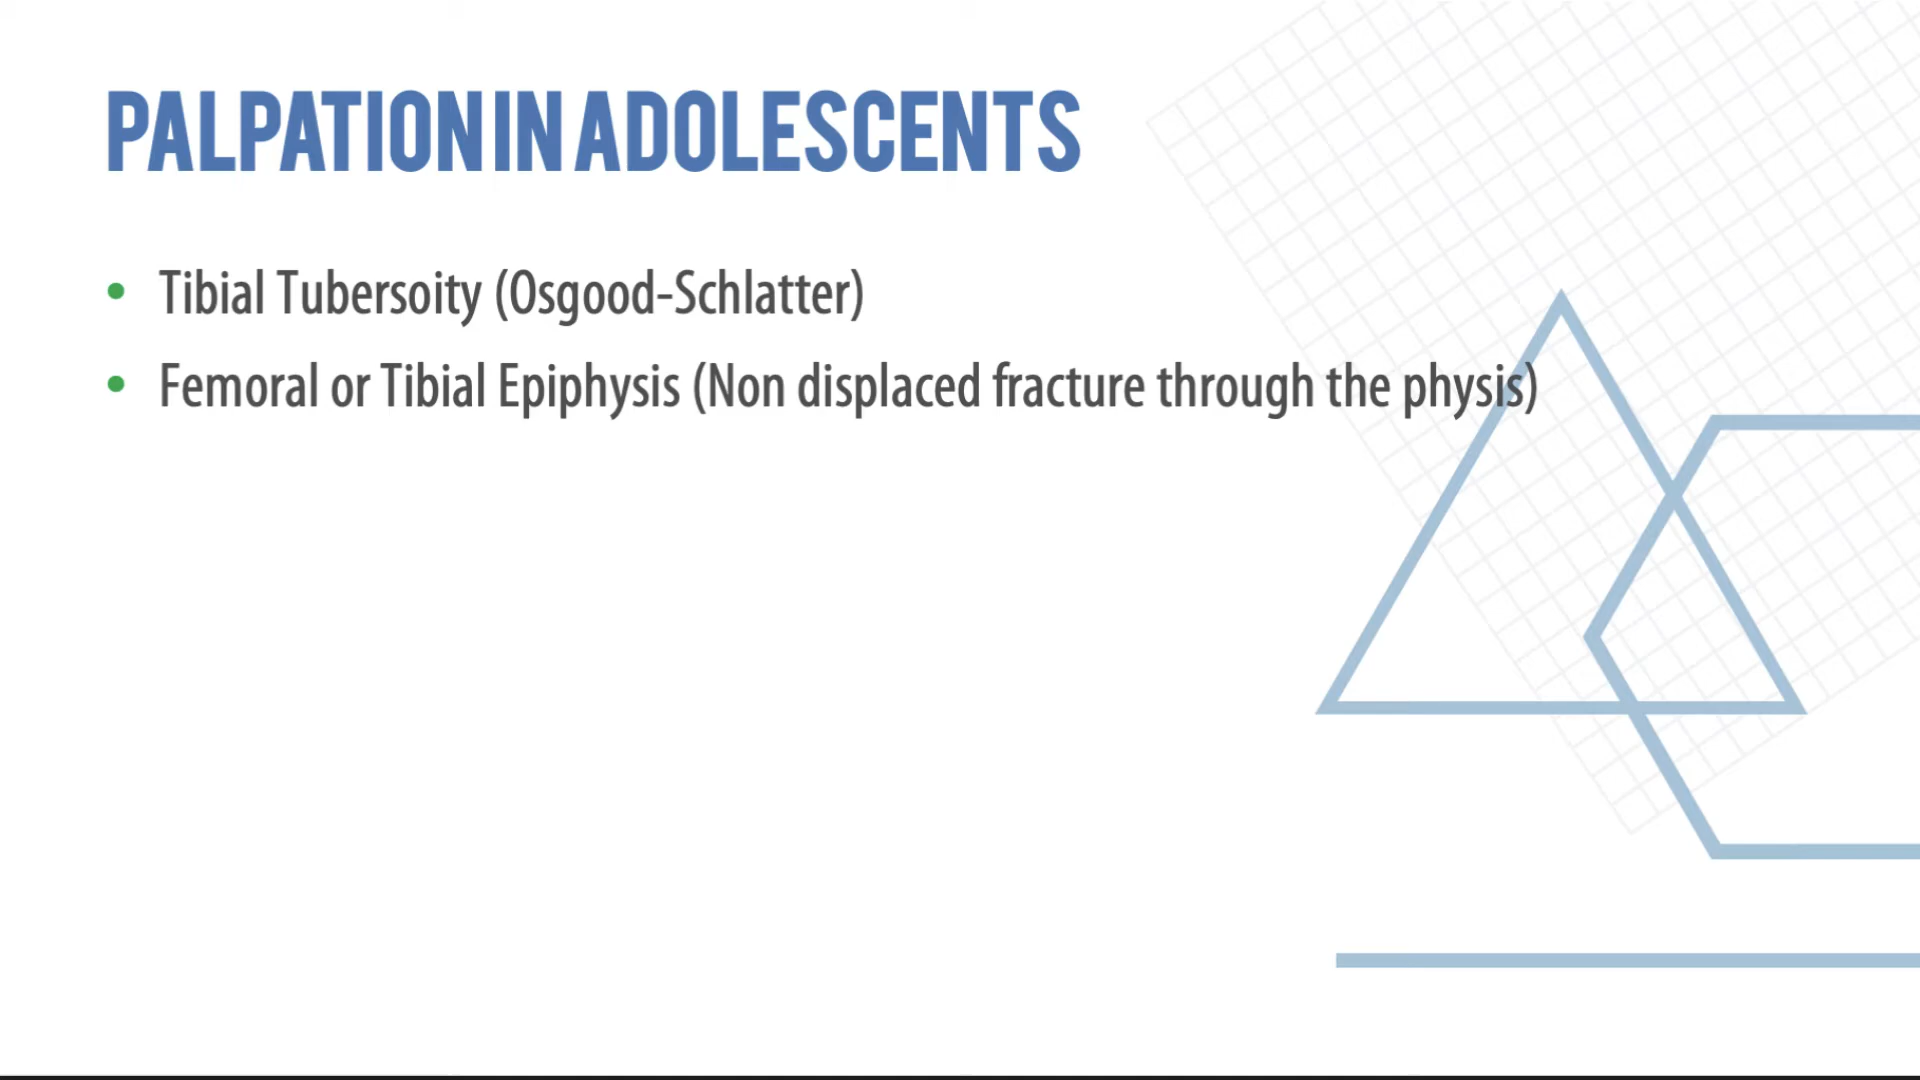 PALPATION IN ADOLESCENTS
• Tibial Tubersoity (Osgood-Schlatter)
• Femoral or Tibial Epiphysis (Non displaced fracture through the physis)